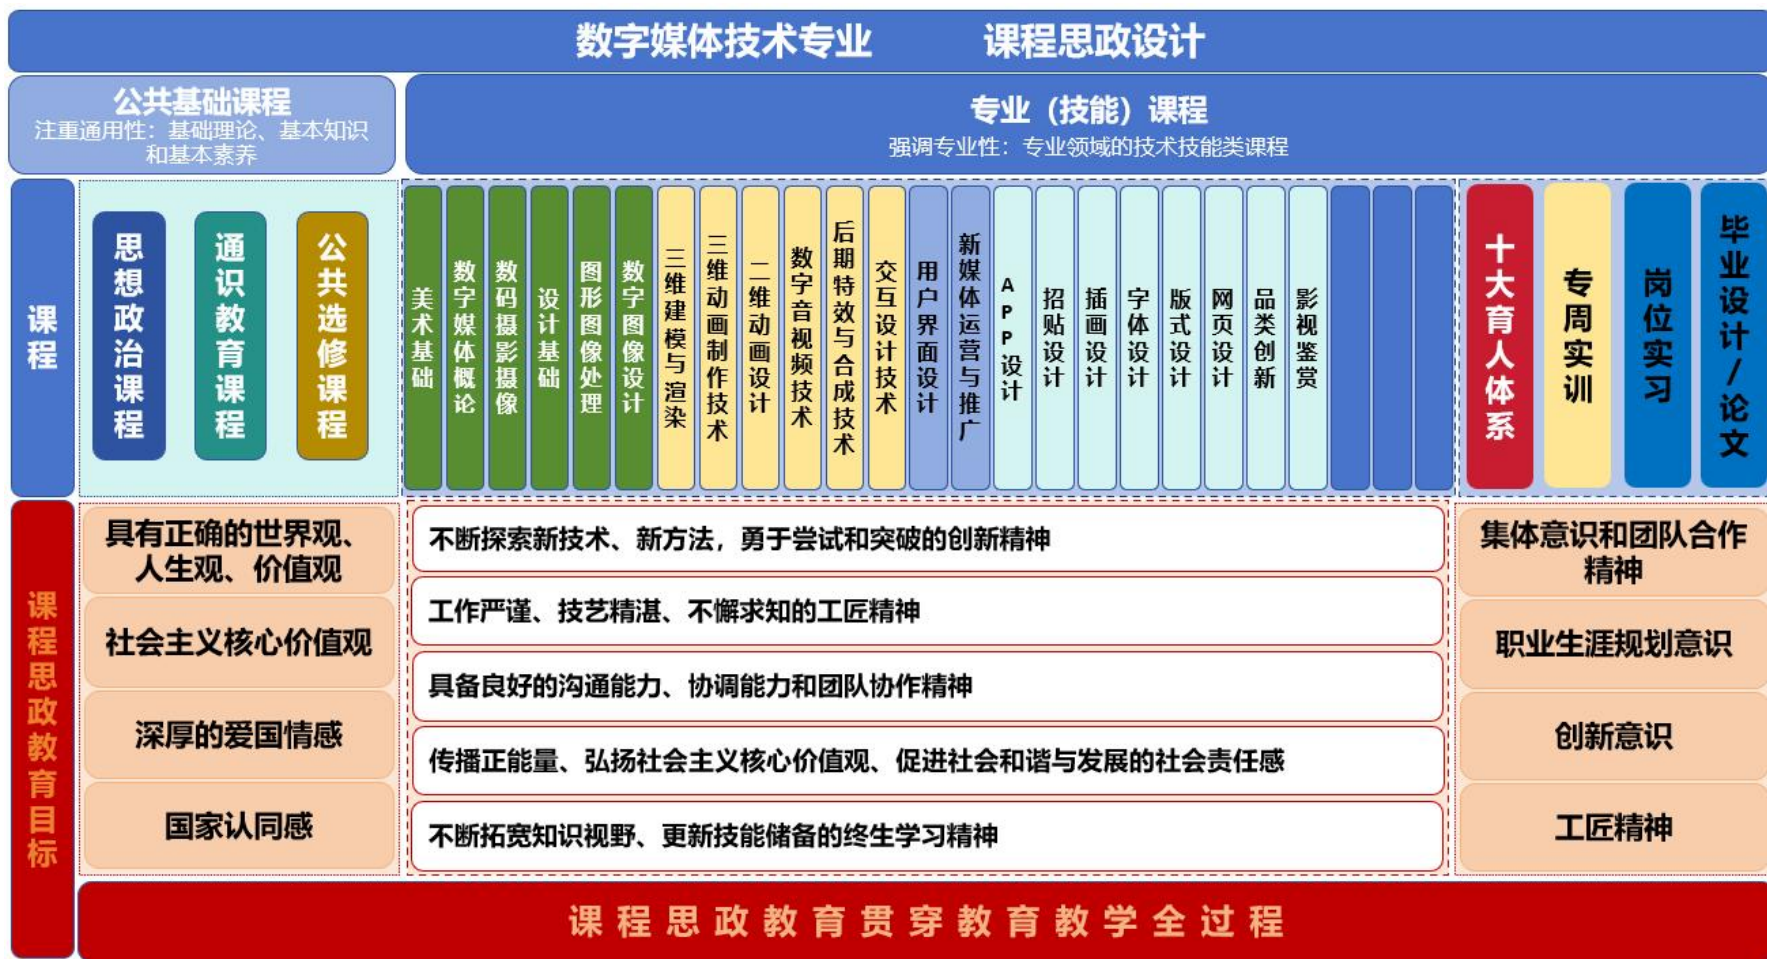 数字媒体技术专业 课程思政设计
公共基础课程
注重通用性：基础理论、基本知识
和基本素养
专业（技能）课程
强调专业性：专业领域的技术技能类课程
课程
思想政治课程
通识教育课程
公共选修课程
美术基础
数字媒体概论
数码摄影摄像
设计基础
图形图像处理
数字图像设计
三维建模与渲染
三维动画制作技术
二维动画设计
数字音视频技术
后期特效与合成技术
交互设计技术
用户界面设计
新媒体运营与推广
APP设计
招贴设计
插画设计
字体设计
版式设计
网页设计
品类创新
影视鉴赏
十大育人体系
专周实训
岗位实习
毕业设计/论文
课程思政教育目标
具有正确的世界观、
人生观、价值观
社会主义核心价值观
深厚的爱国情感
国家认同感
不断探索新技术、新方法，勇于尝试和突破的创新精神
工作严谨、技艺精湛、不懈求知的工匠精神
具备良好的沟通能力、协调能力和团队协作精神
传播正能量、弘扬社会主义核心价值观、促进社会和谐与发展的社会责任感
不断拓宽知识视野、更新技能储备的终生学习精神
集体意识和团队合作
精神
职业生涯规划意识
创新意识
工匠精神
课程思政教育贯穿教育教学全过程